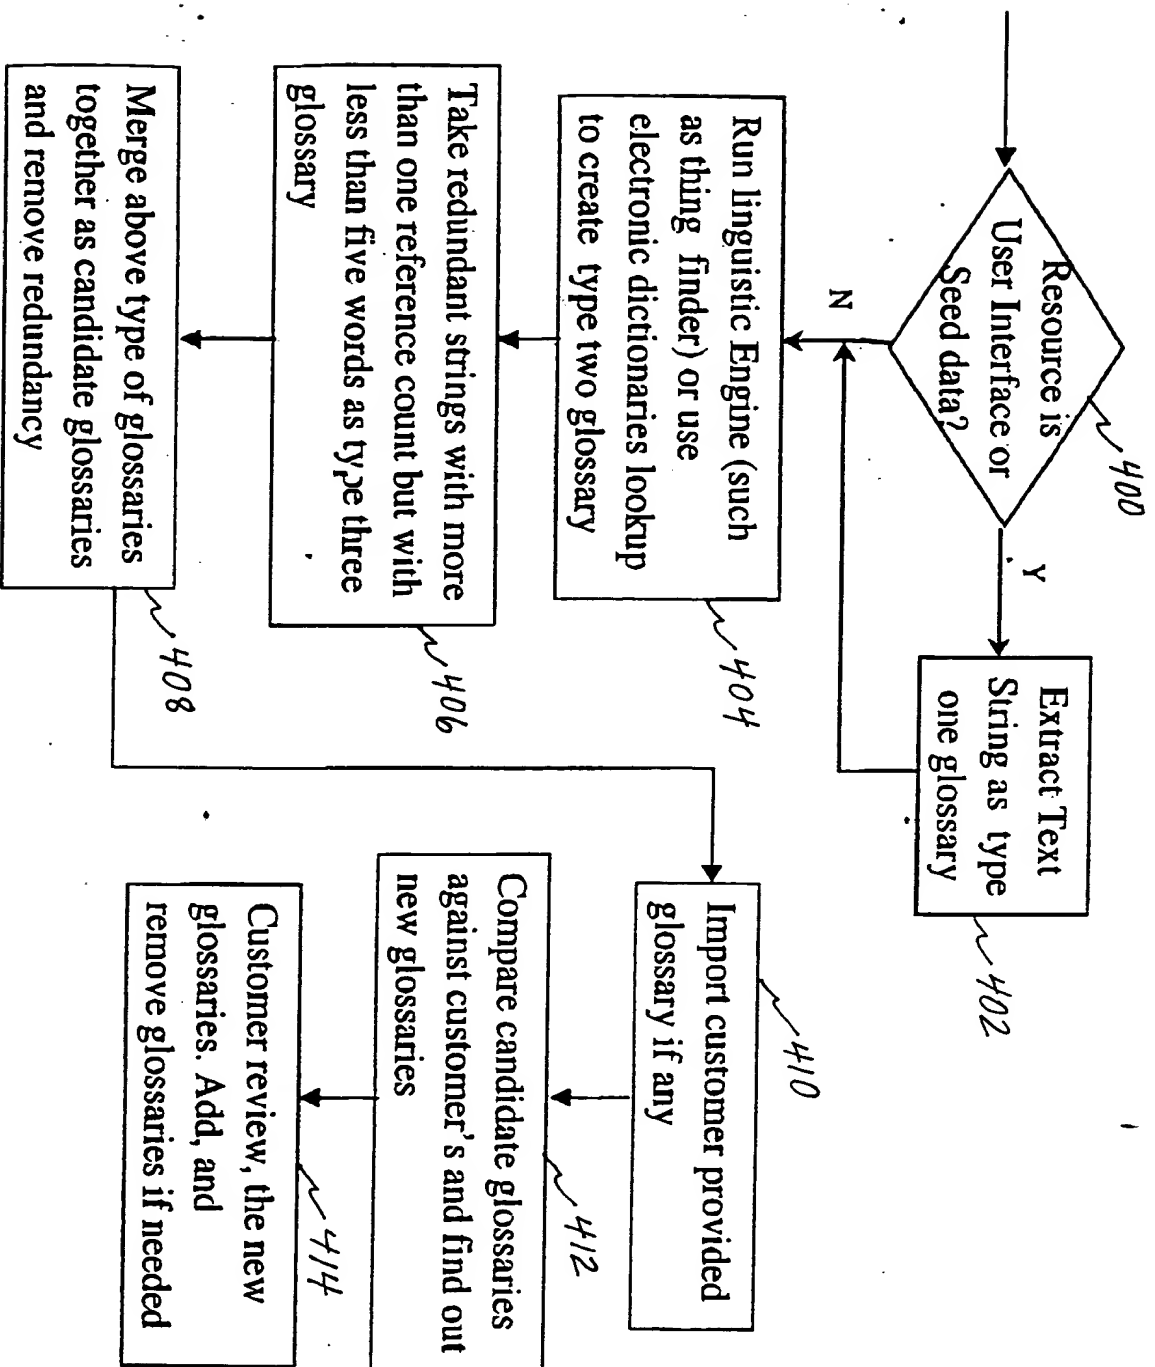 Resource is
User Interface or
Seed data?
400
Y
N
Extract Text
String as type
one glossary
402
Run linguistic Engine (such
as thing finder) or use
electronic dictionaries lookup
to create type two glossary
404
Take redundant strings with more
than one reference count but with
less than five words as type three
glossary
406
Merge above type of glossaries
together as candidate glossaries
and remove redundancy
408
Import customer provided
glossary if any
410
Compare candidate glossaries
against customer's and find out
new glossaries
412
Customer review, the new
glossaries. Add, and
remove glossaries if needed
414